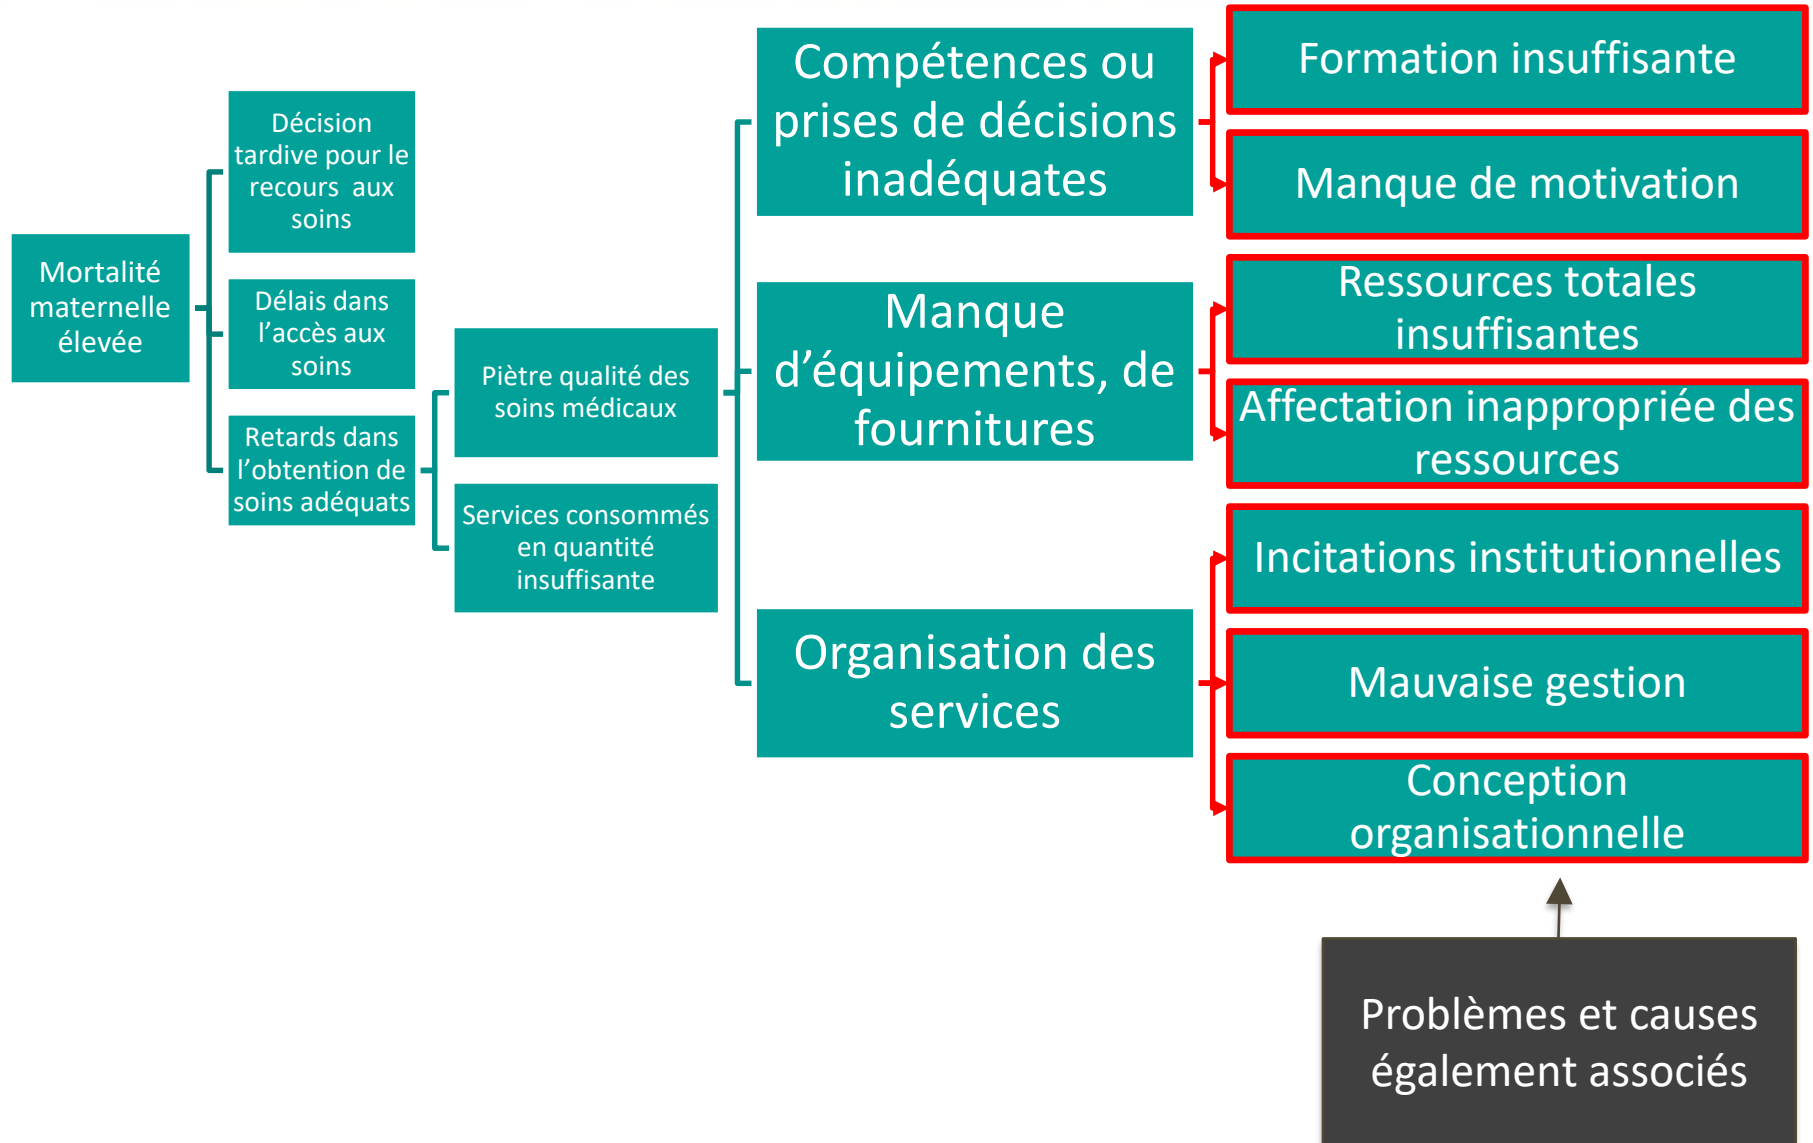 Mortalité
maternelle
élevée
Décision
tardive pour le
recours aux
soins
Délais dans
l’accès aux
soins
Retards dans
l’obtention de
soins adéquats
Piètre qualité des
soins médicaux
Services consommés
en quantité
insuffisante
Compétences ou
prises de décisions
inadéquates
Manque
d’équipements, de
fournitures
Organisation des
services
Formation insuffisante
Manque de motivation
Ressources totales
insuffisantes
Affectation inappropriée des
ressources
Incitations institutionnelles
Mauvaise gestion
Conception
organisationnelle
Problèmes et causes
également associés